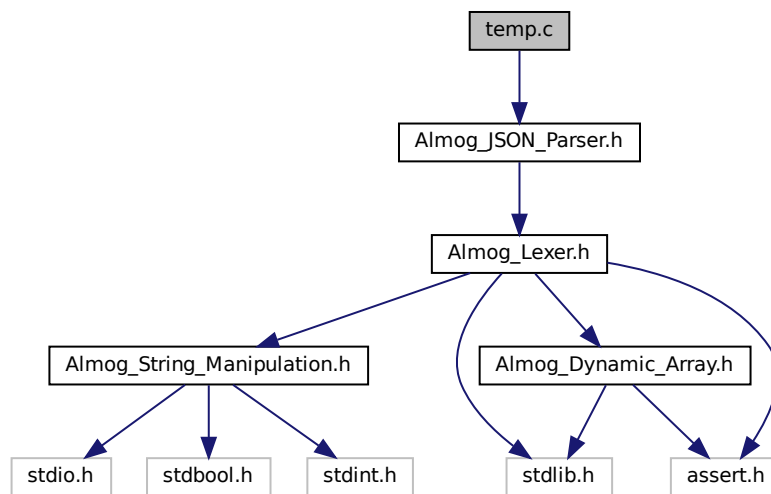 temp.c
Almog_JSON_Parser.h
Almog_Lexer.h
Almog_String_Manipulation.h
Almog_Dynamic_Array.h
stdio.h
stdbool.h
stdint.h
stdlib.h
assert.h